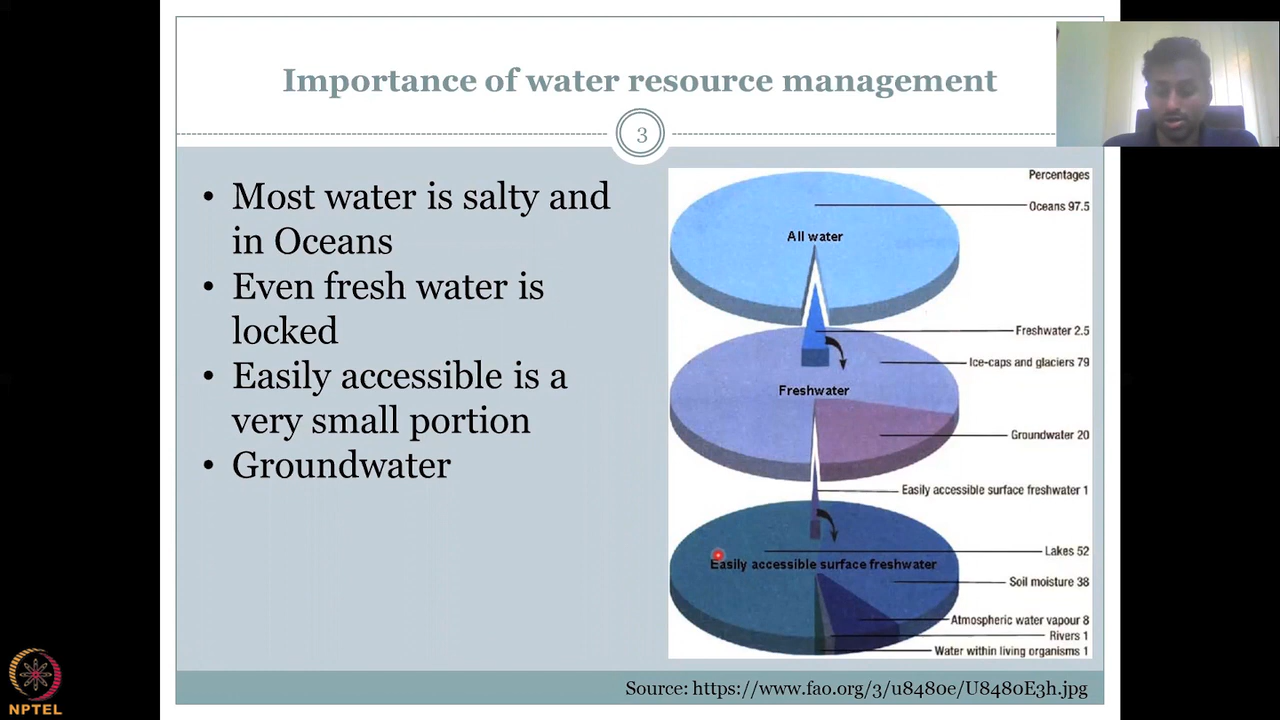 Importance of water resource management
3
• Most water is salty and
in Oceans
• Even fresh water is
locked
• Easily accessible is a
very small portion
• Groundwater
Percentages
Oceans 97.5
All water
Freshwater 2.5
Ice-caps and glaciers 79
Freshwater
Groundwater 20
Easily accessible surface freshwater 1
Lakes 52
Easily accessible surface freshwater
Soil moisture 38
Atmospheric water vapour 8
Rivers 1
Water within living organisms 1
Source: https://www.fao.org/3/u8480e/U8480E3h.jpg
NPTEL